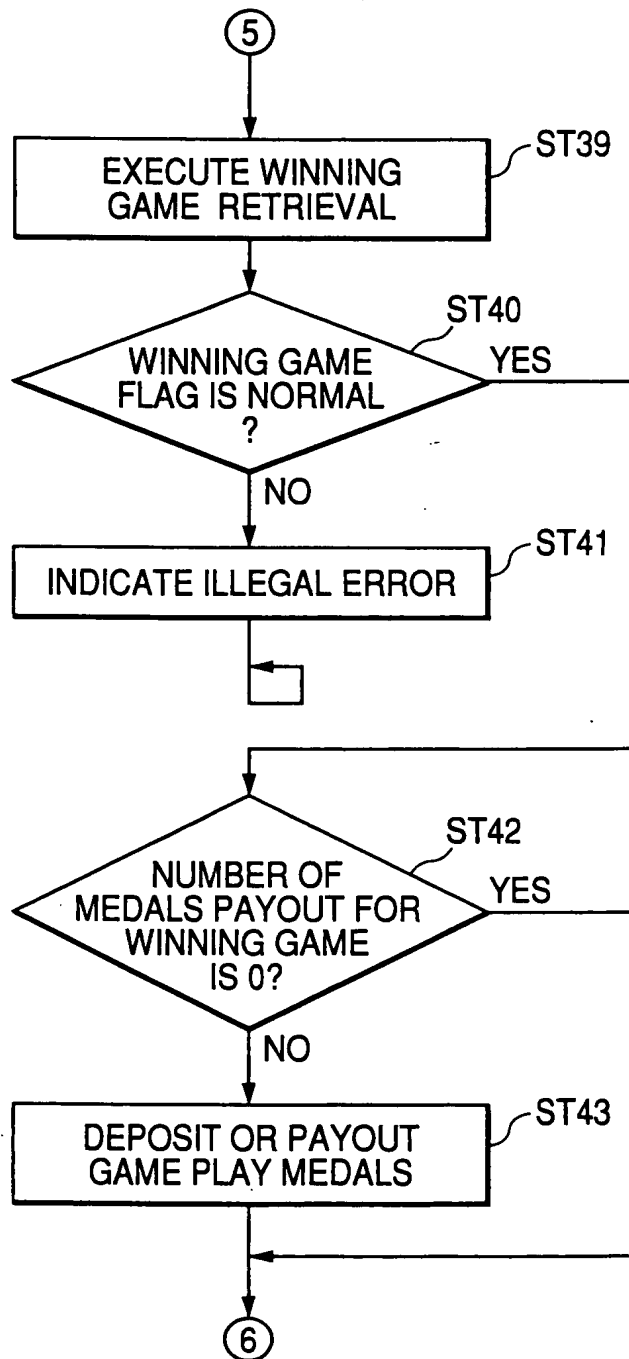 5
ST39
EXECUTE WINNING
GAME RETRIEVAL
ST40
WINNING GAME
FLAG IS NORMAL
?
YES
NO
ST41
INDICATE ILLEGAL ERROR
ST42
NUMBER OF
MEDALS PAYOUT FOR
WINNING GAME
IS 0?
YES
NO
ST43
DEPOSIT OR PAYOUT
GAME PLAY MEDALS
6